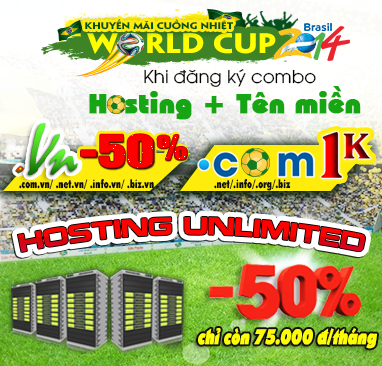 KHUYẾN MÃI CUỒNG NHIỆT
WORLD CUP
Brasil
2014
Khi đăng ký combo
Hosting + Tên miền
.Vn -50%
.com.vn/ .net.vn/ .info.vn/ .biz.vn
.com 1K
.net/.info/.org/.biz
HOSTING UNLIMITED
-50%
chỉ còn 75.000 đ/tháng